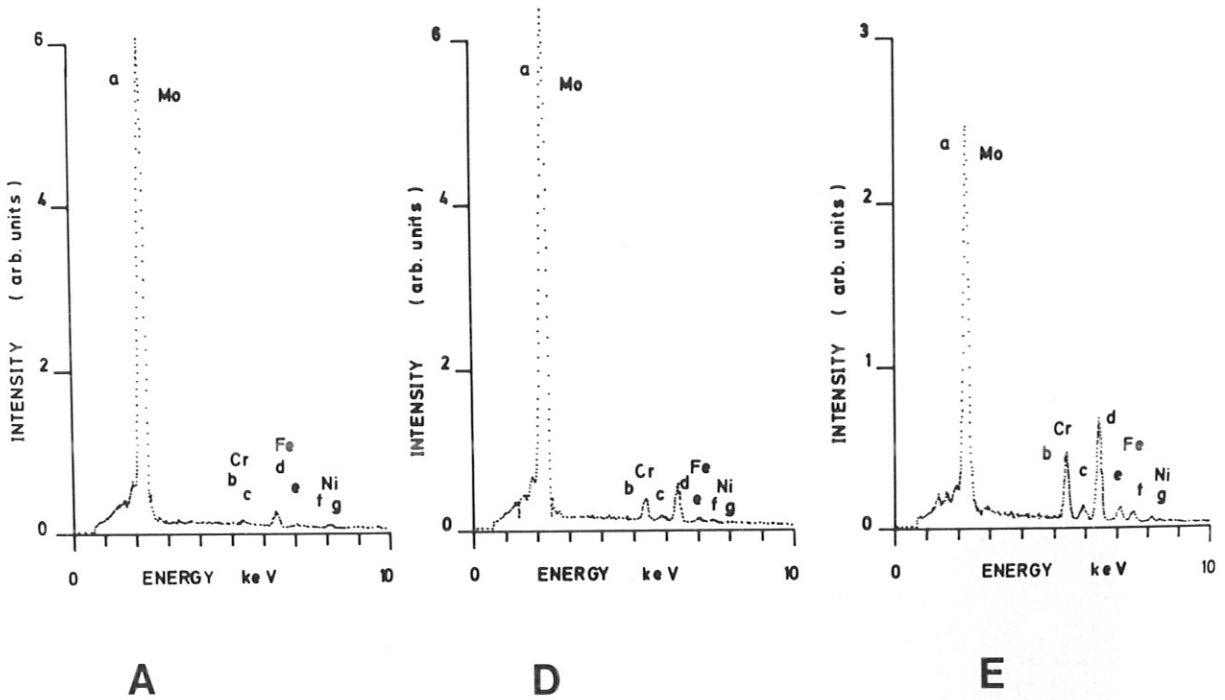 6
4
2
0
INTENSITY ( arb. units )
a
Mo
Cr
b
c
Fe
d
e
Ni
f
g
0
ENERGY keV
10
A
6
4
2
0
INTENSITY ( arb. units )
a
Mo
b
Cr
c
d
Fe
e
f
Ni
g
0
ENERGY keV
10
D
3
2
1
0
INTENSITY ( arb. units )
a
Mo
Cr
b
c
d
Fe
e
f
Ni
g
0
ENERGY keV
10
E